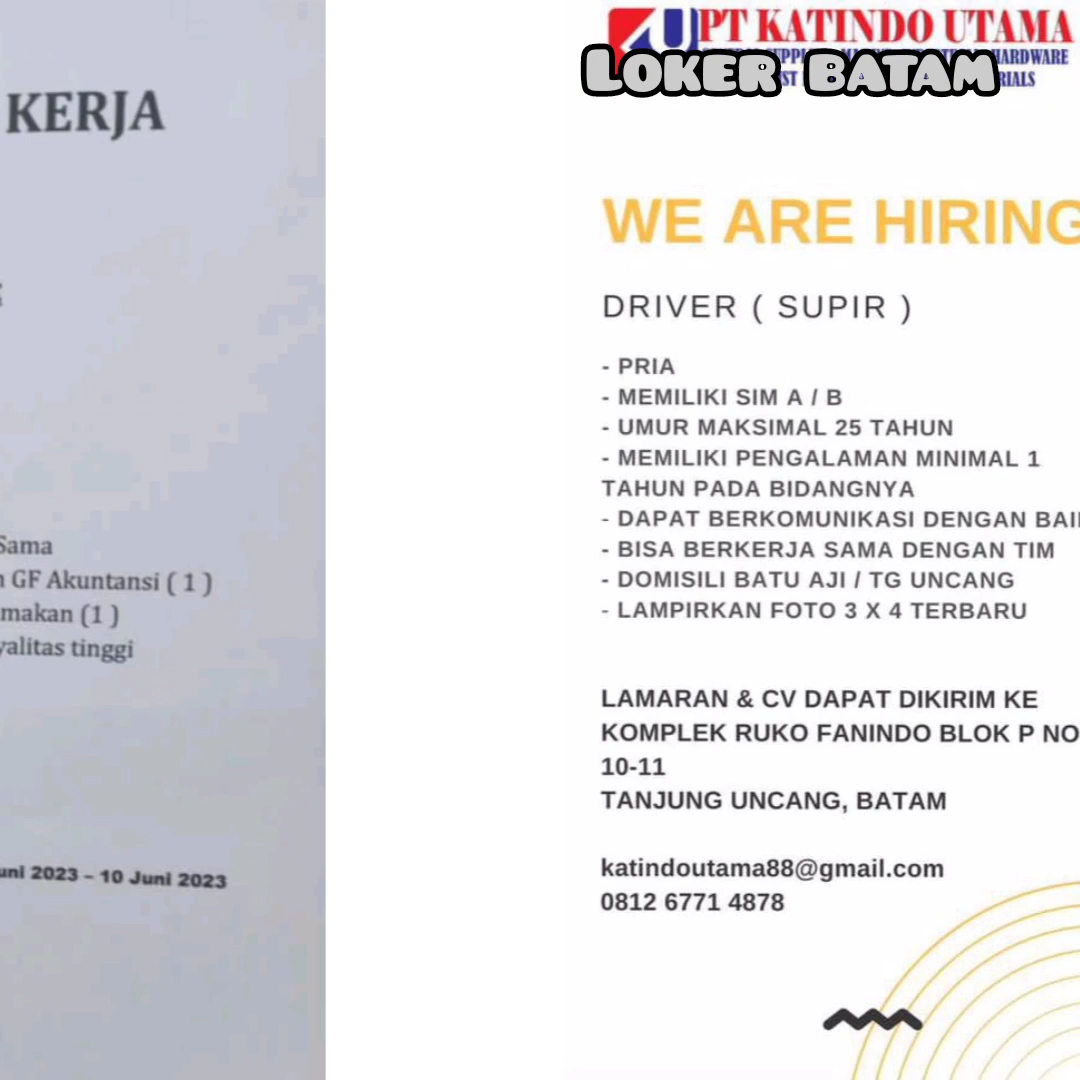 KERJA
Sama
GF Akuntansi ( 1 )
makan (1 )
tinggi
2023 – 10 Juni 2023
PT KATINDO UTAMA
HARDWARE
LOKER BATAM
WE ARE HIRING
DRIVER ( SUPIR )
- PRIA
- MEMILIKI SIM A / B
- UMUR MAKSIMAL 25 TAHUN
- MEMILIKI PENGALAMAN MINIMAL 1
TAHUN PADA BIDANGNYA
- DAPAT BERKOMUNIKASI DENGAN
- BISA BERKERJA SAMA DENGAN TIM
- DOMISILI BATU AJI / TG UNCANG
- LAMPIRKAN FOTO 3 X 4 TERBARU
LAMARAN & CV DAPAT DIKIRIM KE
KOMPLEK RUKO FANINDO BLOK P NO
10-11
TANJUNG UNCANG, BATAM
katindoutama88@gmail.com
0812 6771 4878